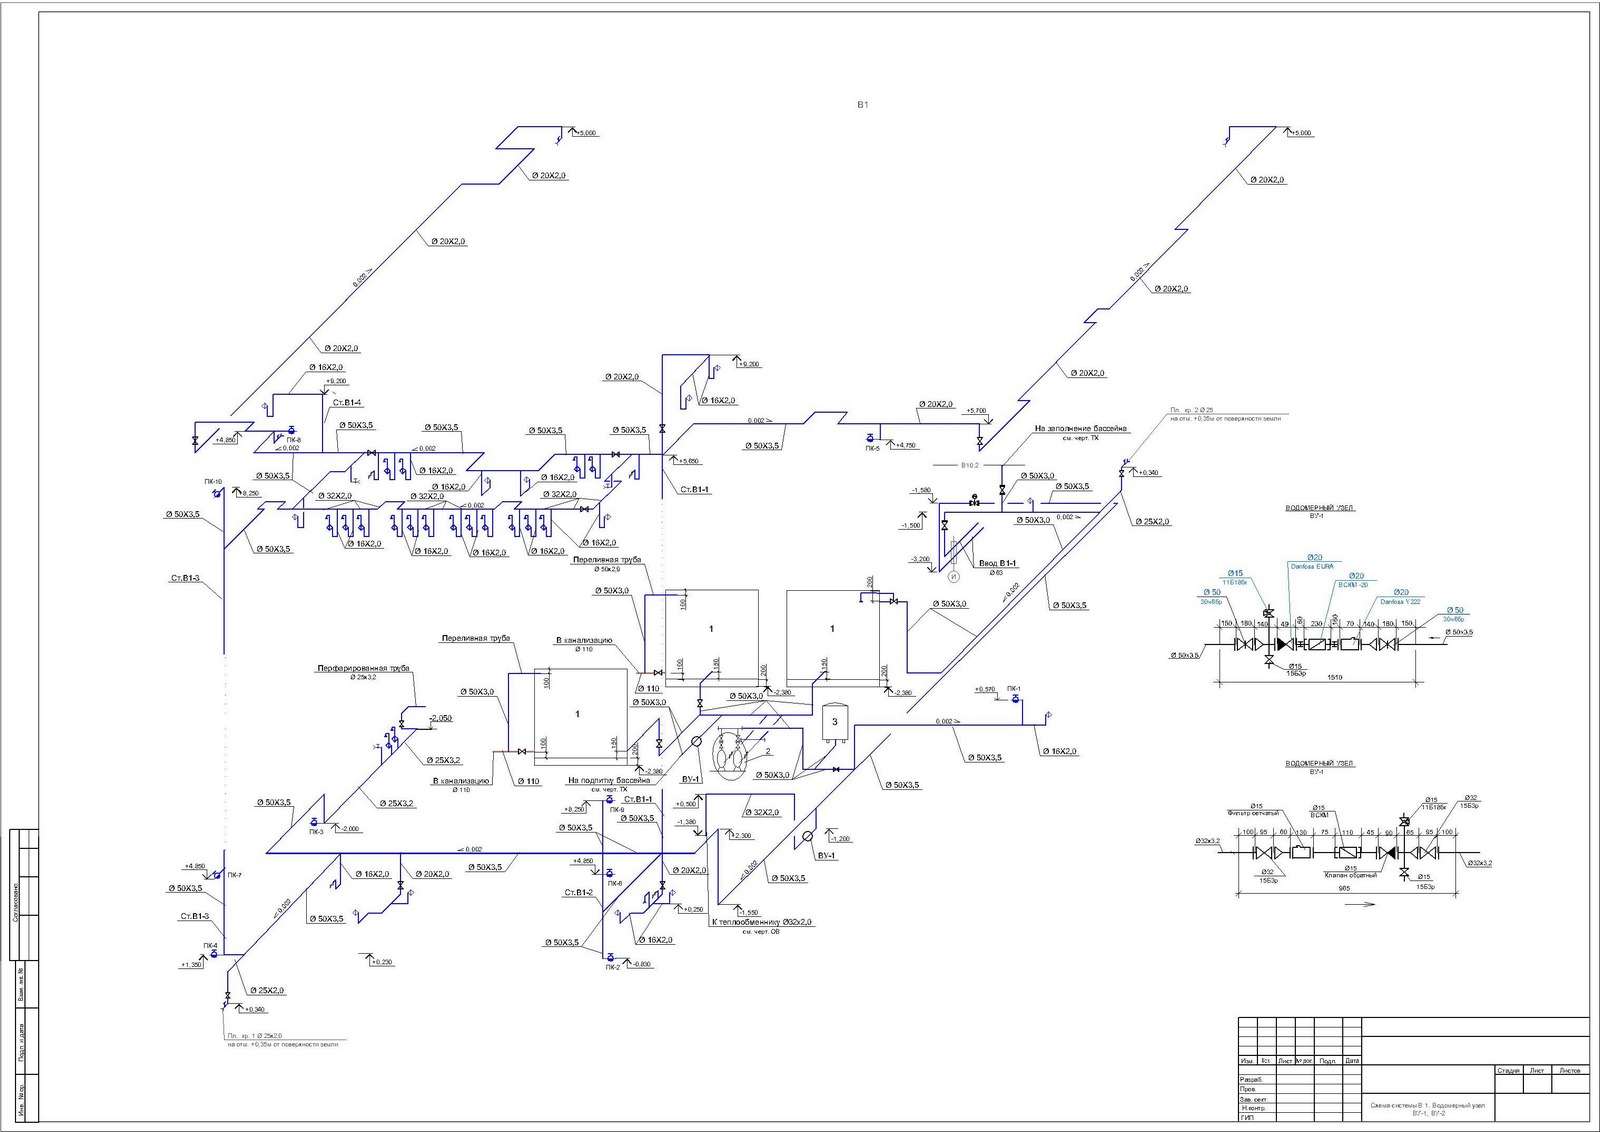 В1
+5,000
Ø 20X2,0
Ø 20X2,0
0,002
Ø 20X2,0
+5,000
Ø 20X2,0
0,002
Ø 20X2,0
Ø 20X2,0
Ø 16X2,0
+9,200
Ст.В1-4
+4,850
ПК-8
0,002
Ø 50X3,5
Ø 50X3,5
0,002
Ø 50X3,5
Ø 50X3,5
Ø 20X2,0
+9,200
Ø 16X2,0
0,002
Ø 50X3,5
Ø 20X2,0
+5,700
ПК-5
+4,750
+5,650
Ст.В1-1
ПК-10
+8,250
Ø 50X3,5
Ø 16X2,0
Ø 16X2,0
Ø 16X2,0
Ø 32X2,0
Ø 32X2,0
0,002
Ø 32X2,0
Ø 50X3,5
Ø 50X3,5
Ø 16X2,0
Ø 16X2,0
Ø 16X2,0
Ø 16X2,0
Ø 16X2,0
Ст.В1-3
На заполнение бассейна
см. черт. ТХ
Пл. кр. 2 Ø 25
на отм. +0,35м от поверхности земли
В10.2
+0,340
-1,580
Ø 50X3,0
Ø 50X3,5
-1,500
Ø 50X3,0
0,002
Ø 25X2,0
-3,200
Ввод В1-1
Ø 63
И
0,002
Ø 50X3,5
Ø 50X3,0
Переливная труба
Ø 50x2,9
Ø 50X3,0
100
200
1
1
В канализацию
Ø 110
Ø 110
100
150
150
-2,380
-2,380
Переливная труба
Перфарированная труба
Ø 25x3,2
Ø 50X3,0
100
1
100
150
200
-2,380
В канализацию
Ø 110
Ø 110
-2,050
Ø 25X3,2
Ø 25X3,2
Ø 50X3,5
Ø 50X3,0
Ø 50X3,0
ВУ-1
2
3
На подпитку бассейна
см. черт. ТХ
+0,570
ПК-1
0,002
Ø 50X3,5
Ø 16X2,0
Ø 50X3,5
ПК-3
-2,000
0,002
Ø 50X3,5
Ø 16X2,0
Ø 20X2,0
Ø 50X3,5
0,002
ПК-9
+8,250
Ст.В1-1
Ø 50X3,5
+4,850
ПК-6
Ст.В1-2
Ø 50X3,5
ПК-2
-0,830
Ø 16X2,0
+0,250
Ø 20X2,0
+0,500
Ø 32X2,0
-1,380
-2,300
-1,550
К теплообменнику Ø32x2,0
см. черт. ОВ
0,002
Ø 50X3,5
-1,200
ВУ-1
+4,850
ПК-7
Ø 50X3,5
Ст.В1-3
ПК-4
+1,350
+0,230
Ø 25X2,0
+0,340
Пл. кр. 1 Ø 25x2,0
на отм. +0,35м от поверхности земли
ВОДОМЕРНЫЙ УЗЕЛ
ВУ-1
Ø20
Danfoss EURA
Ø15
11Б18бк
Ø20
ВСКМ -20
Ø 50
30ч6бр
Ø20
Danfoss Y222
Ø 50
30ч6бр
150 180 140 49 60 230 160 70 140 180 150
Ø 50x3,5
Ø 50x3,5
Ø15
15Б3р
1510
ВОДОМЕРНЫЙ УЗЕЛ
ВУ-1
Ø15
Фильтр сетчатый
Ø15
ВСКМ
Ø15
11Б18бк
Ø32
15Б3р
100 95 60 130 75 110 45 90 65 95 100
Ø32x3,2
Ø32x3,2
Ø32
15Б3р
Ø15
Клапан обратный
Ø15
15Б3р
965
Согласовано
Взам. инв. №
Подп. и дата
Инв. № ор.
Изм. Кол. Лист № док. Подп. Дата
Разраб.
Пров.
Зав. сект.
Н.контр.
ГИП
Стадия Лист Листов
Схема системы В 1. Водомерный узел
ВУ-1, ВУ-2